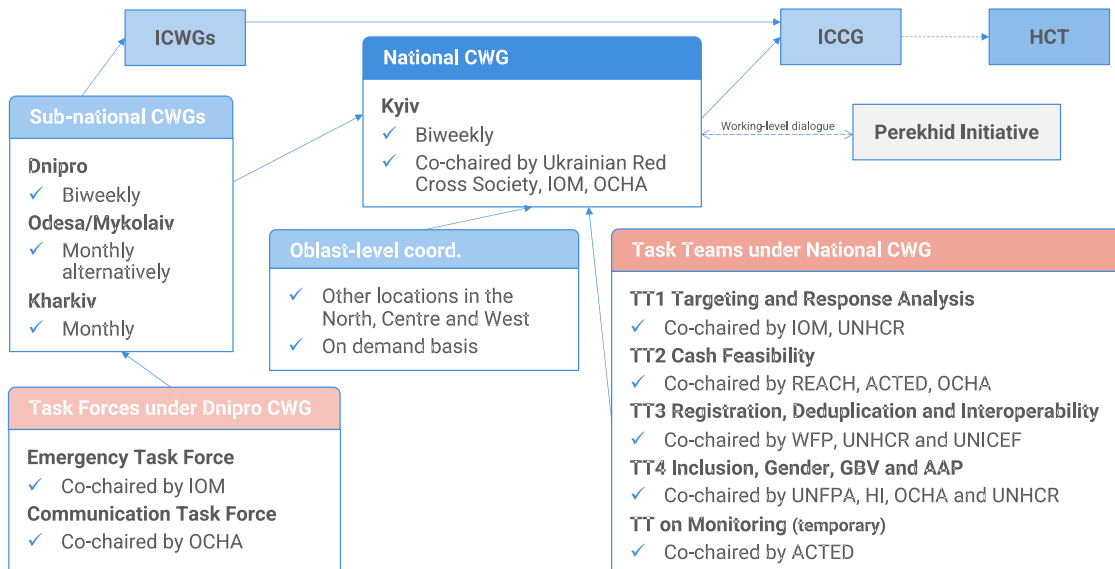 ICWGs
ICCG
HCT
National CWG
Kyiv
✓ Biweekly
✓ Co-chaired by Ukrainian Red
Cross Society, IOM, OCHA
Working-level dialogue
Perekhid Initiative
Sub-national CWGs
Dnipro
✓ Biweekly
Odesa/Mykolaiv
✓ Monthly
alternatively
Kharkiv
✓ Monthly
Oblast-level coord.
✓ Other locations in the
North, Centre and West
✓ On demand basis
Task Teams under National CWG
TT1 Targeting and Response Analysis
✓ Co-chaired by IOM, UNHCR
TT2 Cash Feasibility
✓ Co-chaired by REACH, ACTED, OCHA
TT3 Registration, Deduplication and Interoperability
✓ Co-chaired by WFP, UNHCR and UNICEF
TT4 Inclusion, Gender, GBV and AAP
✓ Co-chaired by UNFPA, HI, OCHA and UNHCR
TT on Monitoring (temporary)
✓ Co-chaired by ACTED
Task Forces under Dnipro CWG
Emergency Task Force
✓ Co-chaired by IOM
Communication Task Force
✓ Co-chaired by OCHA